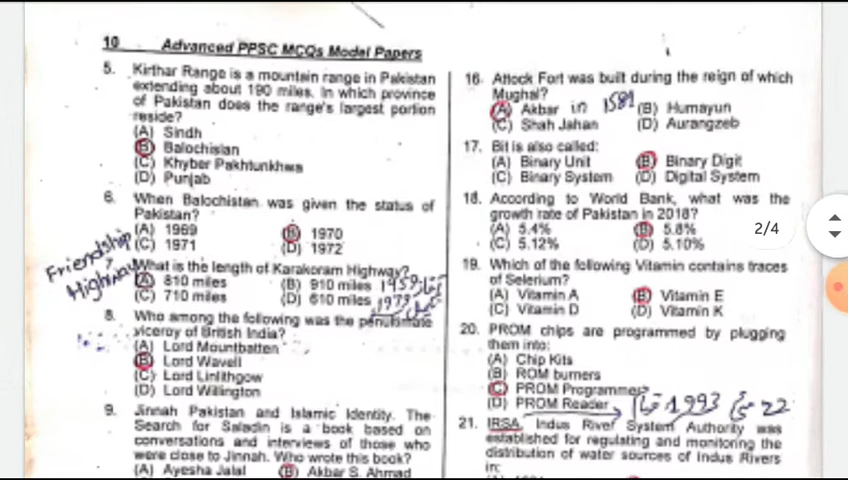 10 Advanced PPSC MCQs Model Papers
5. Kirthar Range is a mountain range in Pakistan
extending about 190 miles. In which province
of Pakistan does the range's largest portion
reside?
(A) Sindh
(B) Balochistan
(C) Khyber Pakhtunkhwa
(D) Punjab
6. When Balochistan was given the status of
Pakistan?
(A) 1969 (B) 1970
(C) 1971 (D) 1972
Friendship
Highway
What is the length of Karakoram Highway?
(A) 810 miles (B) 910 miles 1959
(C) 710 miles (D) 610 miles 1979
8. Who among the following was the penultimate
viceroy of British India?
(A) Lord Mountbatten
(B) Lord Wavell
(C) Lord Linlithgow
(D) Lord Willington
9. Jinnah Pakistan and Islamic Identity. The
Search for Saladin is a book based on
conversations and interviews of those who
were close to Jinnah. Who wrote this book?
(A) Ayesha Jalal (B) Akbar S. Ahmad
16. Attock Fort was built during the reign of which
Mughal?
(A) Akbar in 1581 (B) Humayun
(C) Shah Jahan (D) Aurangzeb
17. Bit is also called:
(A) Binary Unit (B) Binary Digit
(C) Binary System (D) Digital System
18. According to World Bank, what was the
growth rate of Pakistan in 2018?
(A) 5.4% (B) 5.8%
(C) 5.12% (D) 5.10%
2/4
19. Which of the following Vitamin contains traces
of Selerium?
(A) Vitamin A (B) Vitamin E
(C) Vitamin D (D) Vitamin K
20. PROM chips are programmed by plugging
them into:
(A) Chip Kits
(B) ROM burners
(C) PROM Programmer
(D) PROM Reader 1993 22
21. IRSA, Indus River System Authority was
established for regulating and monitoring the
distribution of water sources of Indus Rivers
in: